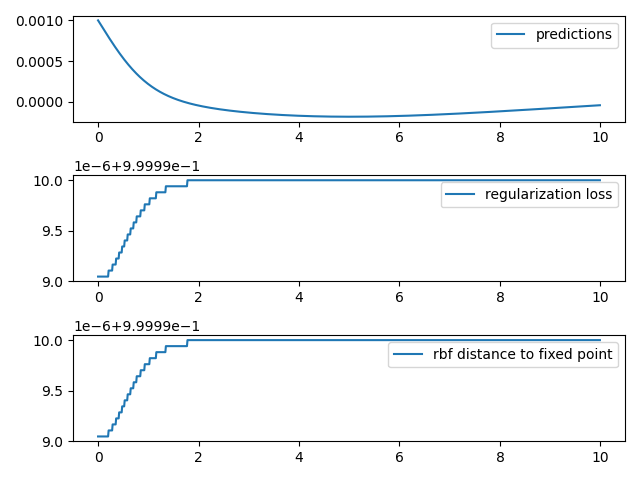 0.0010
predictions
0.0005
0.0000
0 2 4 6 8 10
1e-6+9.9999e-1
10.0
regularization loss
9.5
9.0
0 2 4 6 8 10
1e-6+9.9999e-1
10.0
rbf distance to fixed point
9.5
9.0
0 2 4 6 8 10